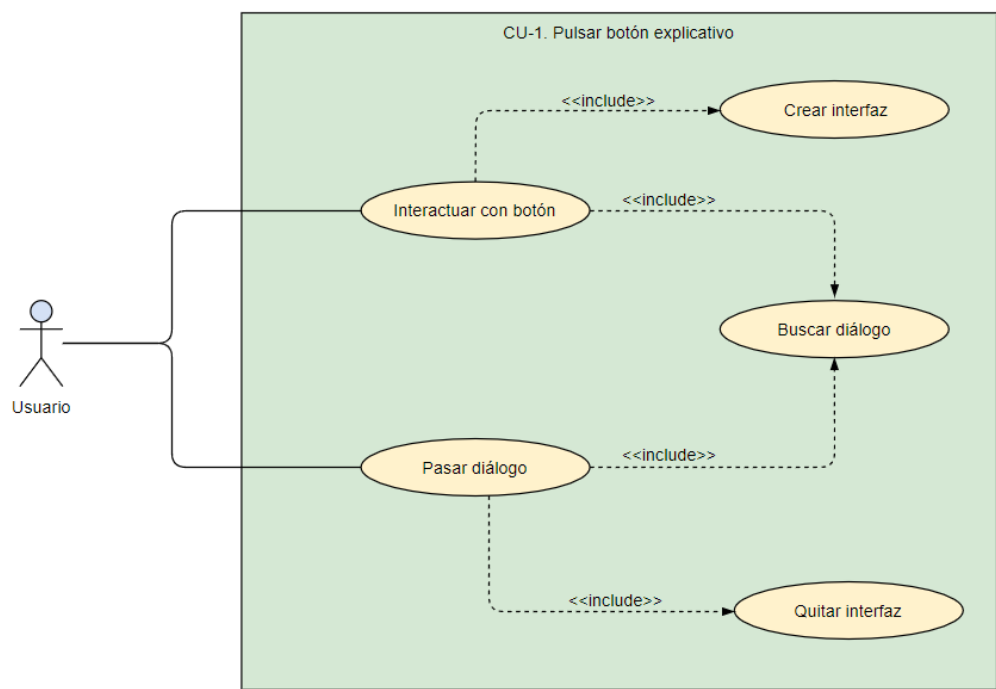 CU-1. Pulsar botón explicativo
<<include>>
Crear interfaz
Interactuar con botón
<<include>>
Buscar diálogo
Usuario
Pasar diálogo
<<include>>
<<include>>
Quitar interfaz